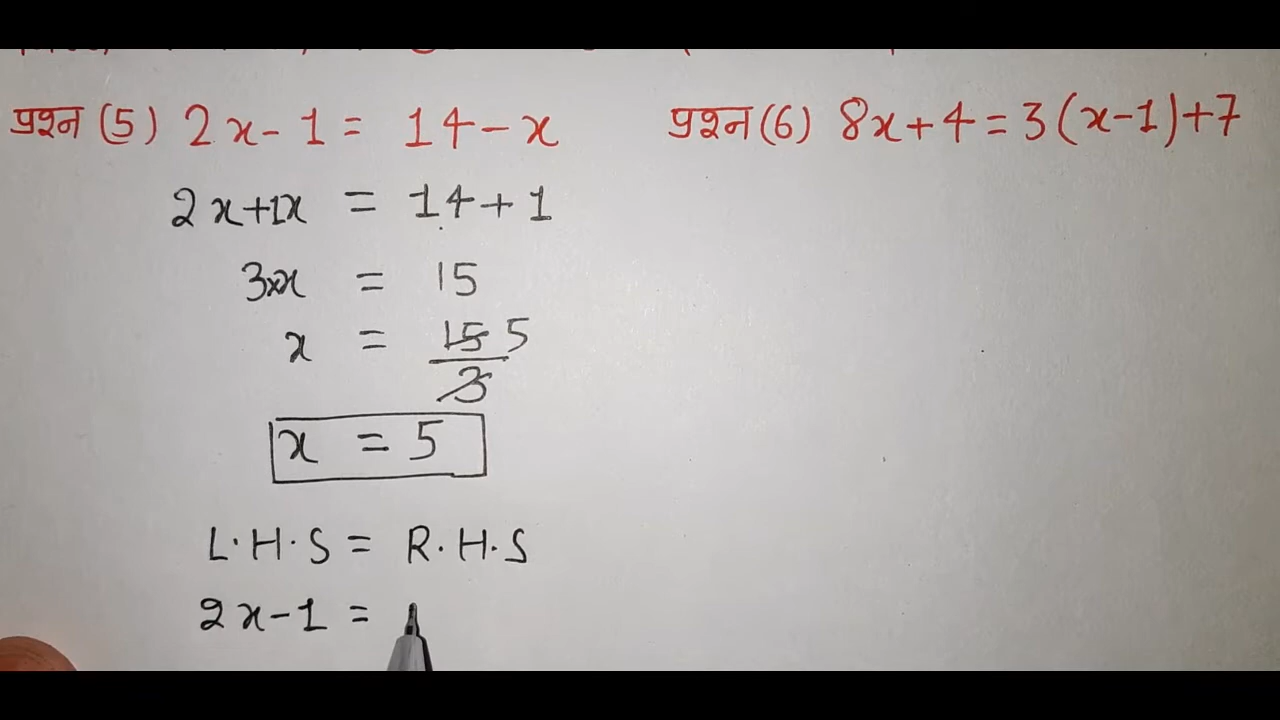 प्रश्न (5) 2x-1 = 14-x
2x+1x = 14+1
3x = 15
x = 15 5
3
x = 5
L.H.S = R.H.S
2x-1 =
प्रश्न (6) 8x+4=3(x-1)+7